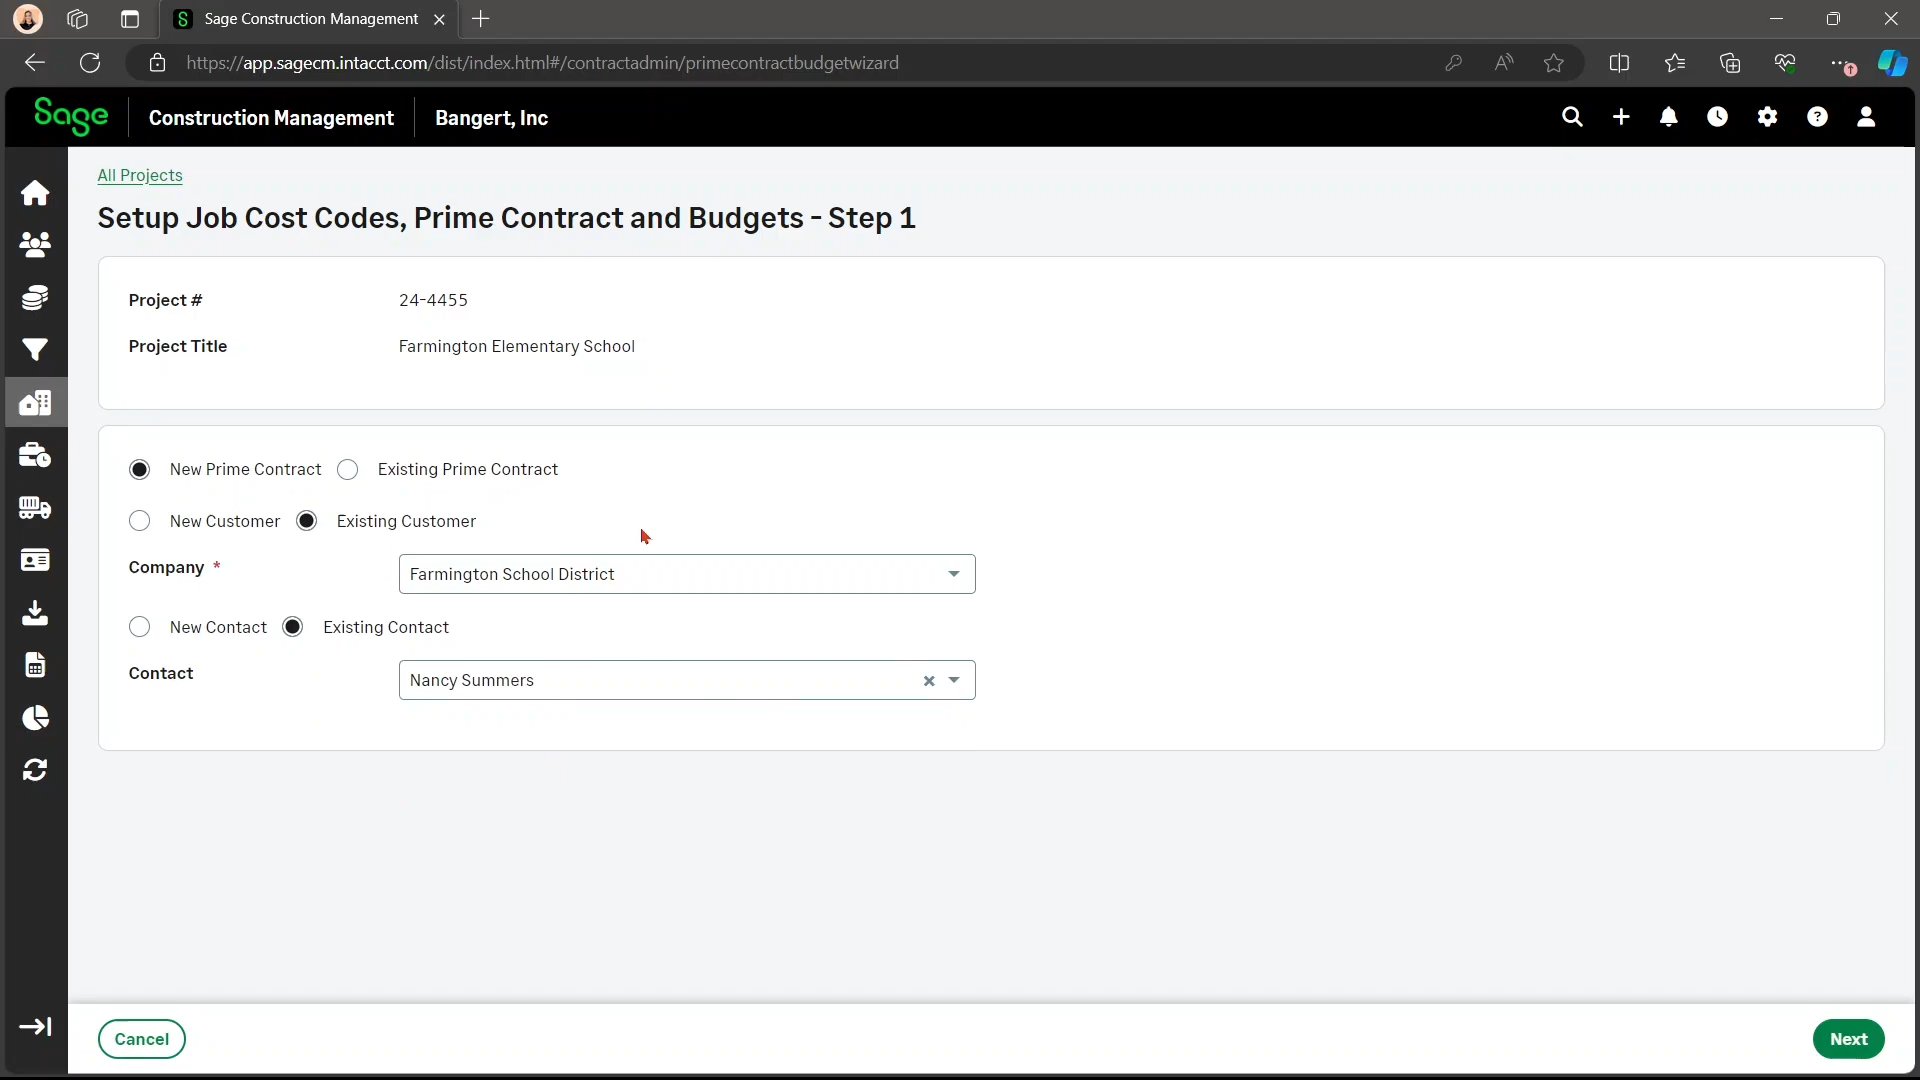 Sage Construction Management
https://app.sagecm.intacct.com/dist/index.html#/contractadmin/primecontractbudgetwizard
Sage Construction Management Bangert, Inc
All Projects
Setup Job Cost Codes, Prime Contract and Budgets - Step 1
Project # 24-4455
Project Title Farmington Elementary School
New Prime Contract Existing Prime Contract
New Customer Existing Customer
Company * Farmington School District
New Contact Existing Contact
Contact Nancy Summers
Cancel Next